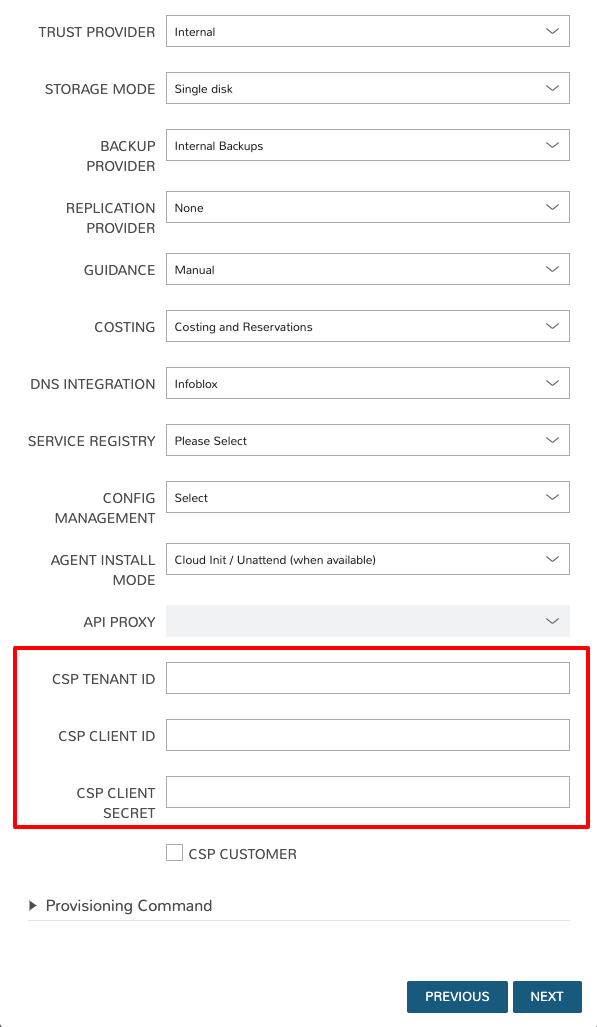 TRUST PROVIDER Internal
STORAGE MODE Single disk
BACKUP Internal Backups
PROVIDER
REPLICATION None
PROVIDER
GUIDANCE Manual
COSTING Costing and Reservations
DNS INTEGRATION Infoblox
SERVICE REGISTRY Please Select
CONFIG Select
MANAGEMENT
AGENT INSTALL Cloud Init / Unattend (when available)
MODE
API PROXY
CSP TENANT ID
CSP CLIENT ID
CSP CLIENT
SECRET
CSP CUSTOMER
Provisioning Command
PREVIOUS NEXT